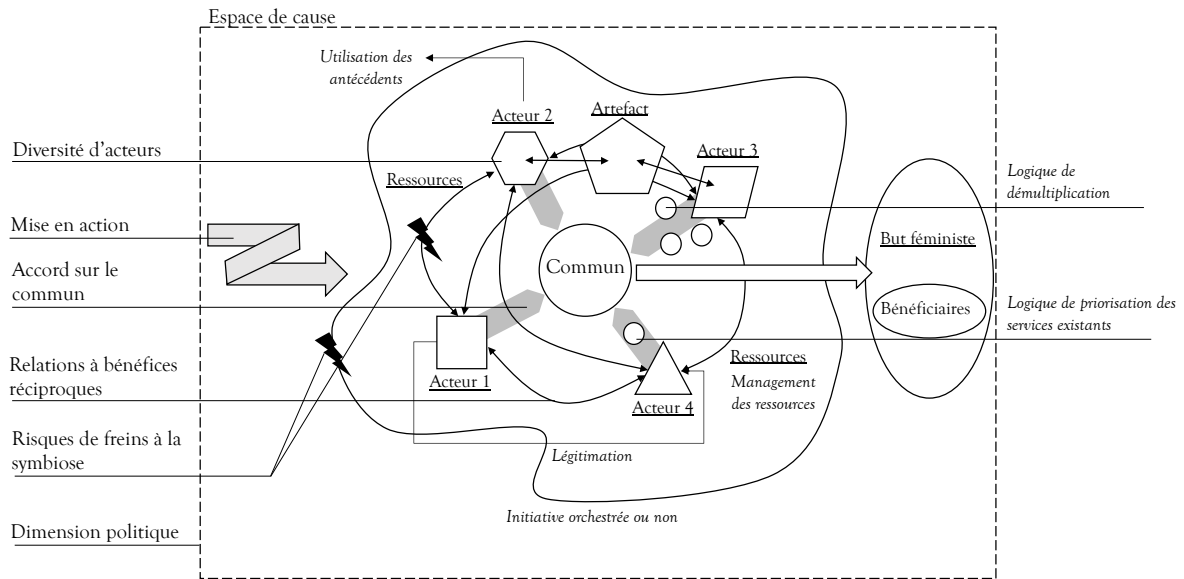 Espace de cause
Utilisation des
antécédents
Acteur 2
Artefact
Acteur 3
Diversité d'acteurs
Ressources
Logique de
démultiplication
Mise en action
But féministe
Accord sur le
commun
Commun
Bénéficiaires
Logique de priorisation des
services existants
Relations à bénéfices
réciproques
Acteur 1
Ressources
Management
des ressources
Acteur 4
Risques de freins à la
symbiose
Légitimation
Initiative orchestrée ou non
Dimension politique